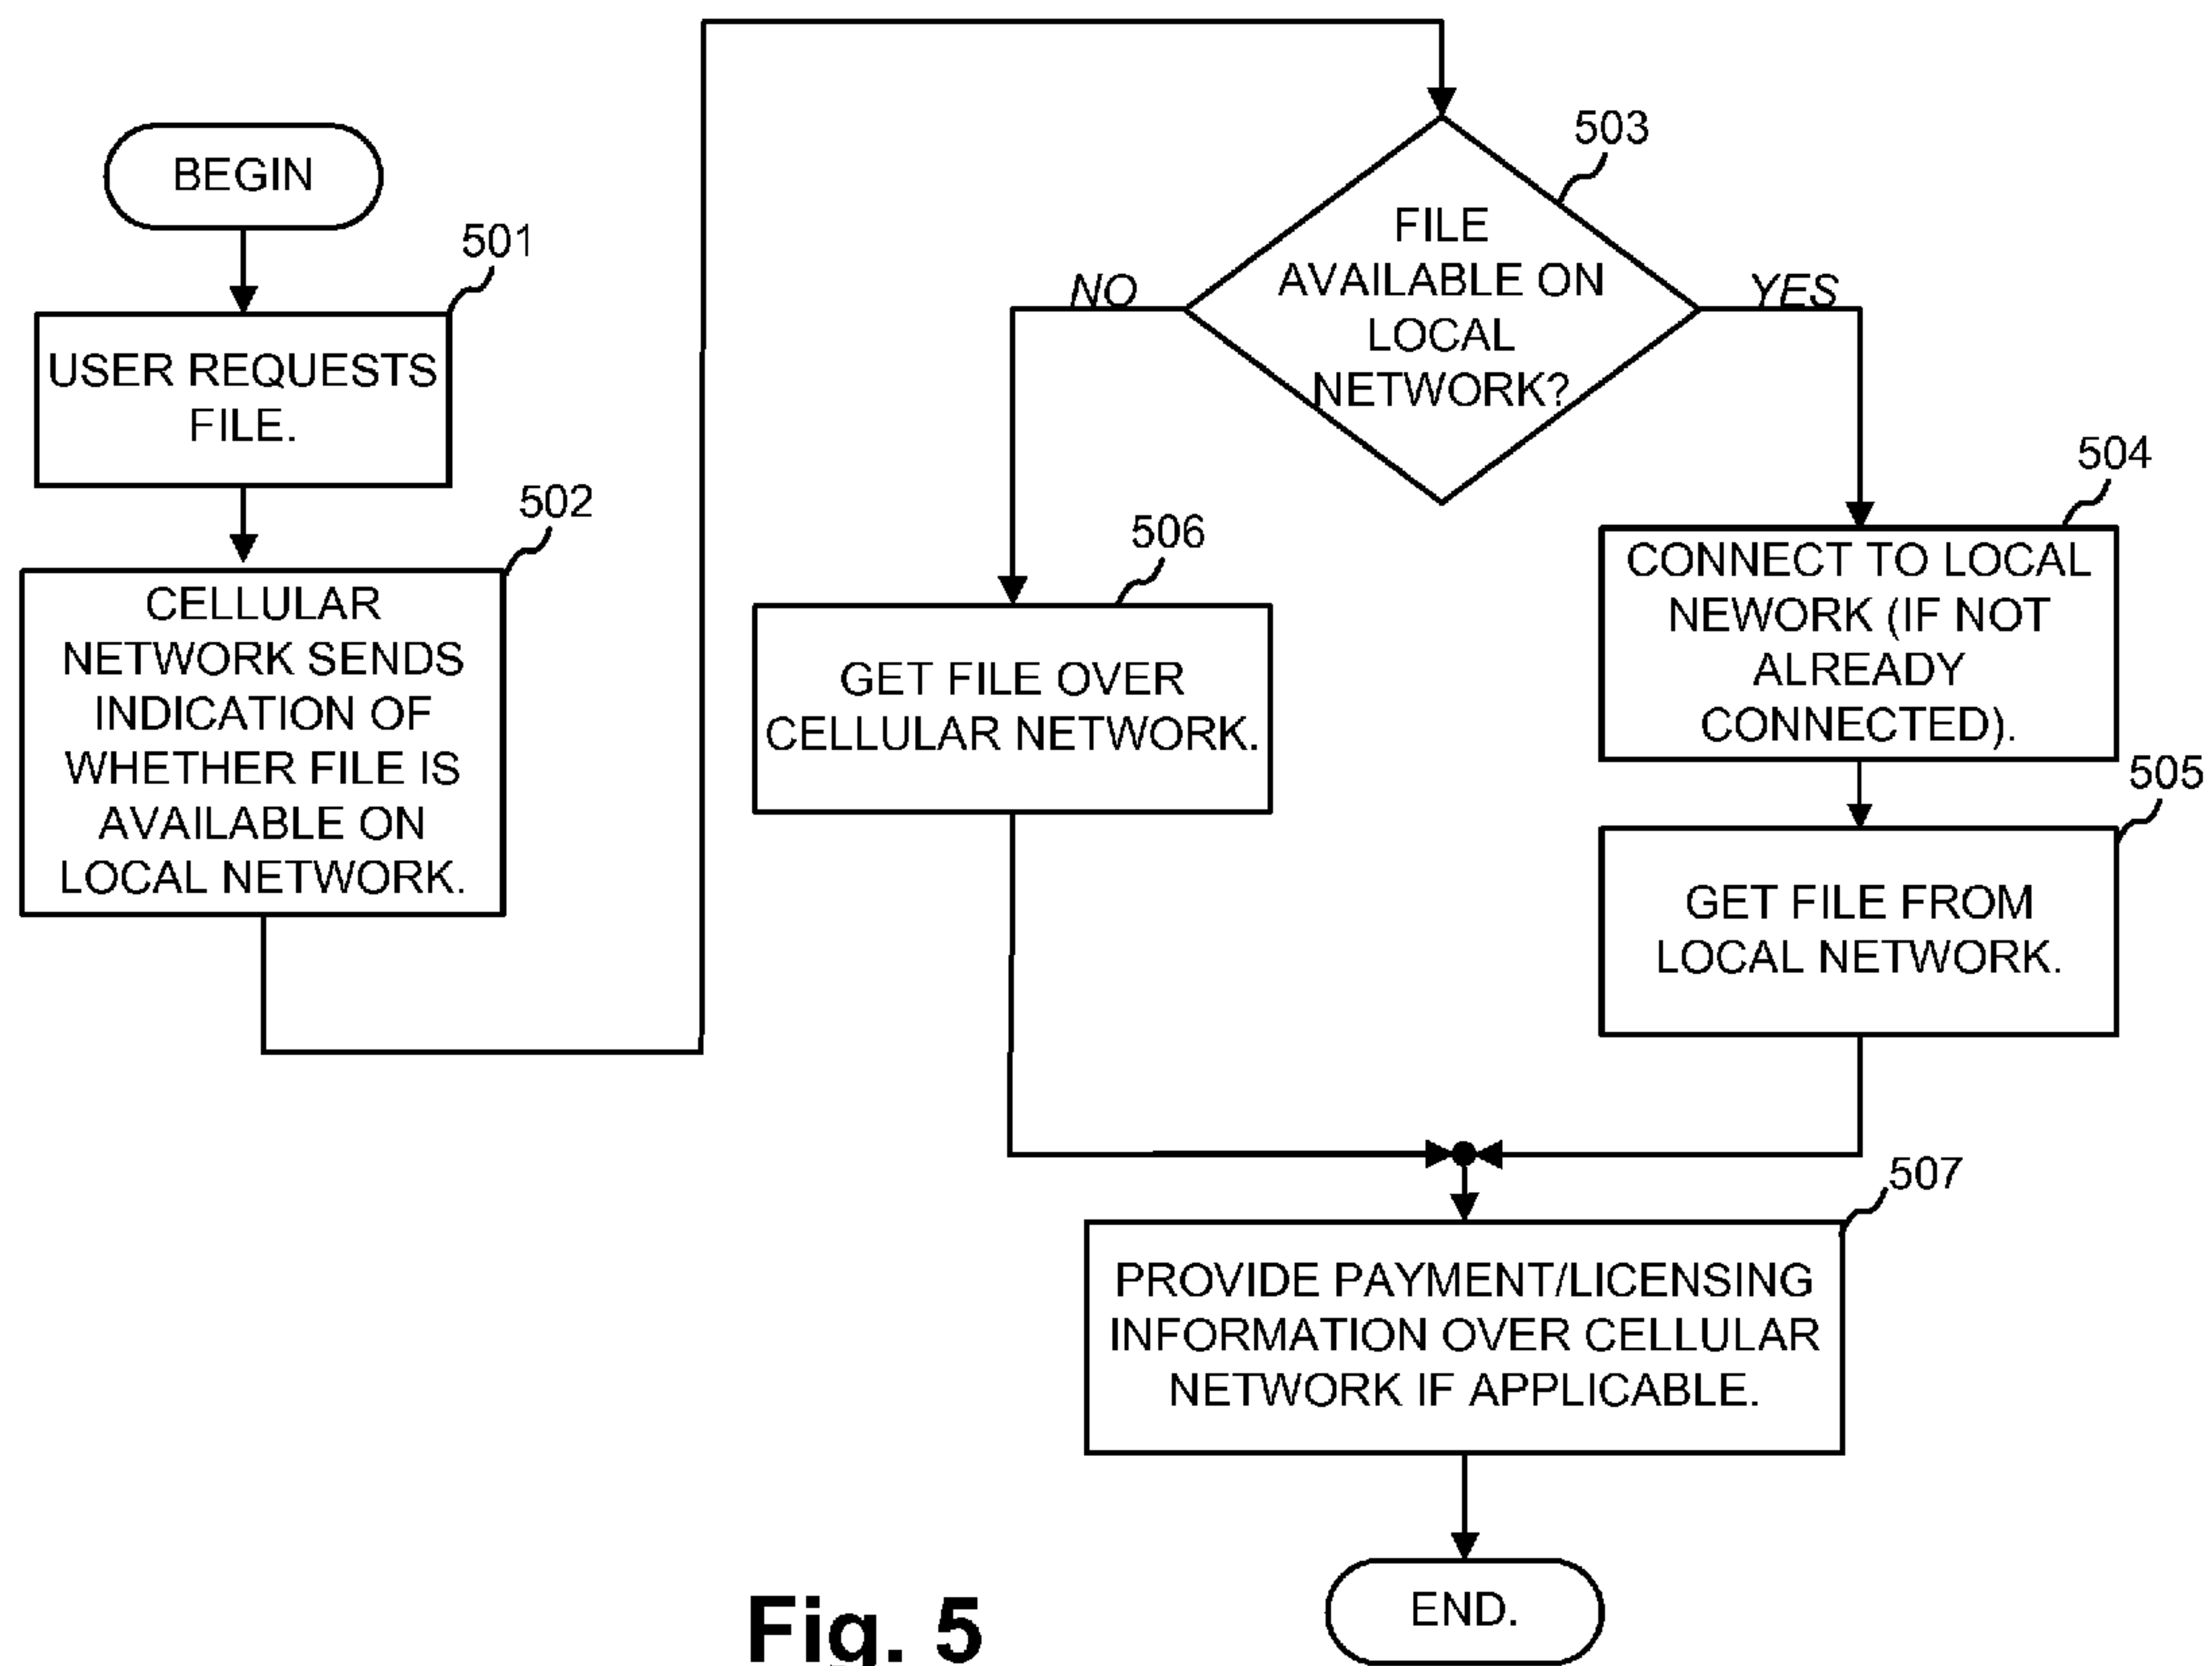 BEGIN
501
USER REQUESTS
FILE.
502
CELLULAR
NETWORK SENDS
INDICATION OF
WHETHER FILE IS
AVAILABLE ON
LOCAL NETWORK.
503
FILE
AVAILABLE ON
LOCAL
NETWORK?
NO
YES
504
CONNECT TO LOCAL
NEWORK (IF NOT
ALREADY
CONNECTED).
505
GET FILE FROM
LOCAL NETWORK.
506
GET FILE OVER
CELLULAR NETWORK.
507
PROVIDE PAYMENT/LICENSING
INFORMATION OVER CELLULAR
NETWORK IF APPLICABLE.
END.
Fig. 5